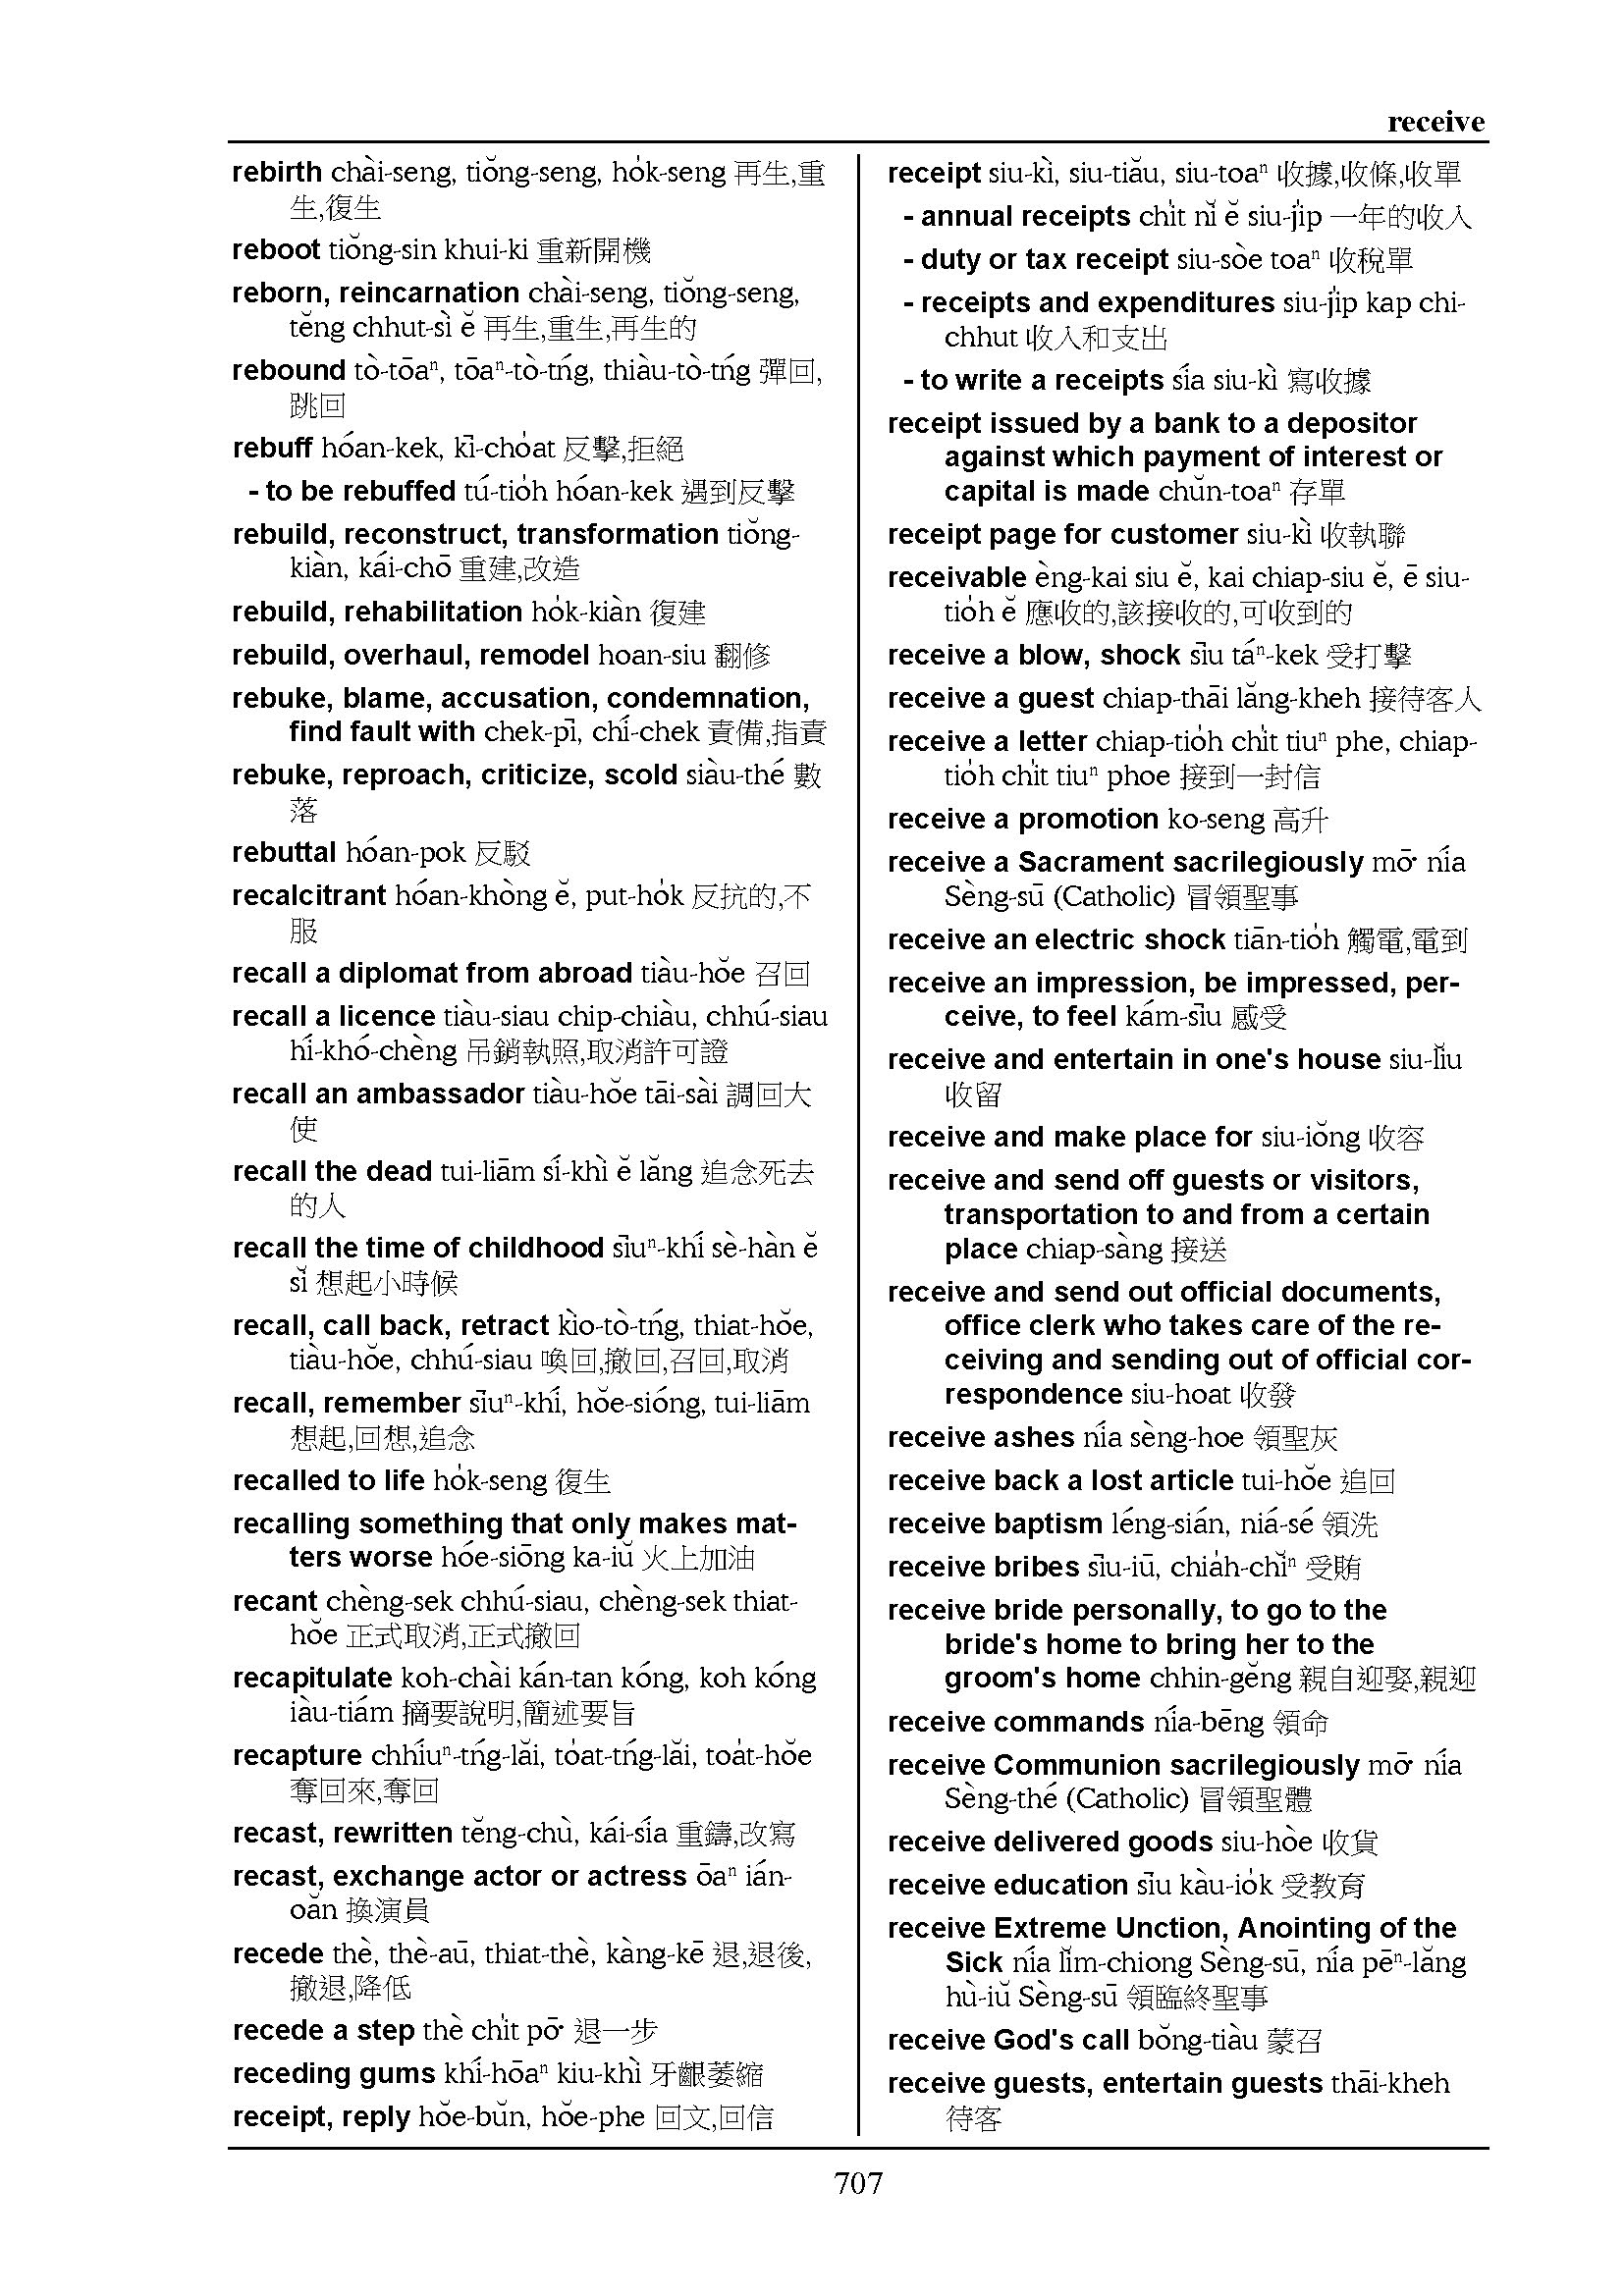 receive
rebirth chài-seng, tiŏng-seng, ho̍k-seng 再生,重
生,復生
reboot tiŏng-sin khui-ki 重新開機
reborn, reincarnation chài-seng, tiŏng-seng,
tĕng chhut-sì ĕ 再生,重生,再生的
rebound tò-tōaⁿ, tōaⁿ-tò-tńg, thiàu-tò-tńg 彈回,
跳回
rebuff hóan-kek, kī-choa̍t 反擊,拒絕
- to be rebuffed tú-tio̍h hóan-kek 遇到反擊
rebuild, reconstruct, transformation tiŏng-
kiàn, kái-chō 重建,改造
rebuild, rehabilitation ho̍k-kiàn 復建
rebuild, overhaul, remodel hoan-siu 翻修
rebuke, blame, accusation, condemnation,
find fault with chek-pī, chí-chek 責備,指責
rebuke, reproach, criticize, scold siàu-thé 數
落
rebuttal hóan-pok 反駁
recalcitrant hóan-khòng ĕ, put-ho̍k 反抗的,不
服
recall a diplomat from abroad tiàu-hŏe 召回
recall a licence tiàu-siau chip-chiàu, chhú-siau
hí-khó-chèng 吊銷執照,取消許可證
recall an ambassador tiàu-hŏe tāi-sài 調回大
使
recall the dead tui-liām sí-khì ĕ lăng 追念死去
的人
recall the time of childhood sīuⁿ-khí sè-hàn ĕ
sĭ 想起小時候
recall, call back, retract kìo-tò-tńg, thiat-hŏe,
tiàu-hŏe, chhú-siau 喚回,撤回,召回,取消
recall, remember sīuⁿ-khí, hŏe-sióng, tui-liām
想起,回想,追念
recalled to life ho̍k-seng 復生
recalling something that only makes mat-
ters worse hóe-siōng ka-iŭ 火上加油
recant chèng-sek chhú-siau, chèng-sek thiat-
hŏe 正式取消,正式撤回
recapitulate koh-chài kán-tan kóng, koh kóng
iàu-tiám 摘要說明,簡述要旨
recapture chhíuⁿ-tńg-lăi, to̍at-tńg-lăi, toa̍t-hŏe
奪回來,奪回
recast, rewritten tĕng-chù, kái-sía 重鑄,改寫
recast, exchange actor or actress ōaⁿ ián-
oăn 換演員
recede thè, thè-aū, thiat-thè, kàng-kē 退,退後,
撤退,降低
recede a step thè chi̍t pō͘ 退一步
receding gums khí-hōaⁿ kiu-khì 牙齦萎縮
receipt, reply hŏe-bŭn, hŏe-phe 回文,回信
receipt siu-kì, siu-tiău, siu-toaⁿ 收據,收條,收單
- annual receipts chi̍t nĭ ĕ siu-ji̍p 一年的收入
- duty or tax receipt siu-sòe toaⁿ 收稅單
- receipts and expenditures siu-ji̍p kap chi-
chhut 收入和支出
- to write a receipts sía siu-kì 寫收據
receipt issued by a bank to a depositor
against which payment of interest or
capital is made chŭn-toaⁿ 存單
receipt page for customer siu-kì 收執聯
receivable èng-kai siu ĕ, kai chiap-siu ĕ, ē siu-
tio̍h ĕ 應收的,該接收的,可收到的
receive a blow, shock sīu táⁿ-kek 受打擊
receive a guest chiap-thāi lăng-kheh 接待客人
receive a letter chiap-tio̍h chi̍t tiuⁿ phe, chiap-
tio̍h chi̍t tiuⁿ phoe 接到一封信
receive a promotion ko-seng 高升
receive a Sacrament sacrilegiously mō͘ nía
Sèng-sū (Catholic) 冒領聖事
receive an electric shock tiān-tio̍h 觸電,電到
receive an impression, be impressed, per-
ceive, to feel kám-sīu 感受
receive and entertain in one's house siu-lĭu
收留
receive and make place for siu-iŏng 收容
receive and send off guests or visitors,
transportation to and from a certain
place chiap-sàng 接送
receive and send out official documents,
office clerk who takes care of the re-
ceiving and sending out of official cor-
respondence siu-hoat 收發
receive ashes nía sèng-hoe 領聖灰
receive back a lost article tui-hŏe 追回
receive baptism léng-sián, niá-sé 領洗
receive bribes sīu-iū, chia̍h-chĭⁿ 受賄
receive bride personally, to go to the
bride's home to bring her to the
groom's home chhin-gĕng 親自迎娶,親迎
receive commands nía-bēng 領命
receive Communion sacrilegiously mō͘ nía
Sèng-thé (Catholic) 冒領聖體
receive delivered goods siu-hòe 收貨
receive education sīu kàu-io̍k 受教育
receive Extreme Unction, Anointing of the
Sick nía lĭm-chiong Sèng-sū, nía pēⁿ-lăng
hù-iŭ Sèng-sū 領臨終聖事
receive God's call bŏng-tiàu 蒙召
receive guests, entertain guests thāi-kheh
待客
707